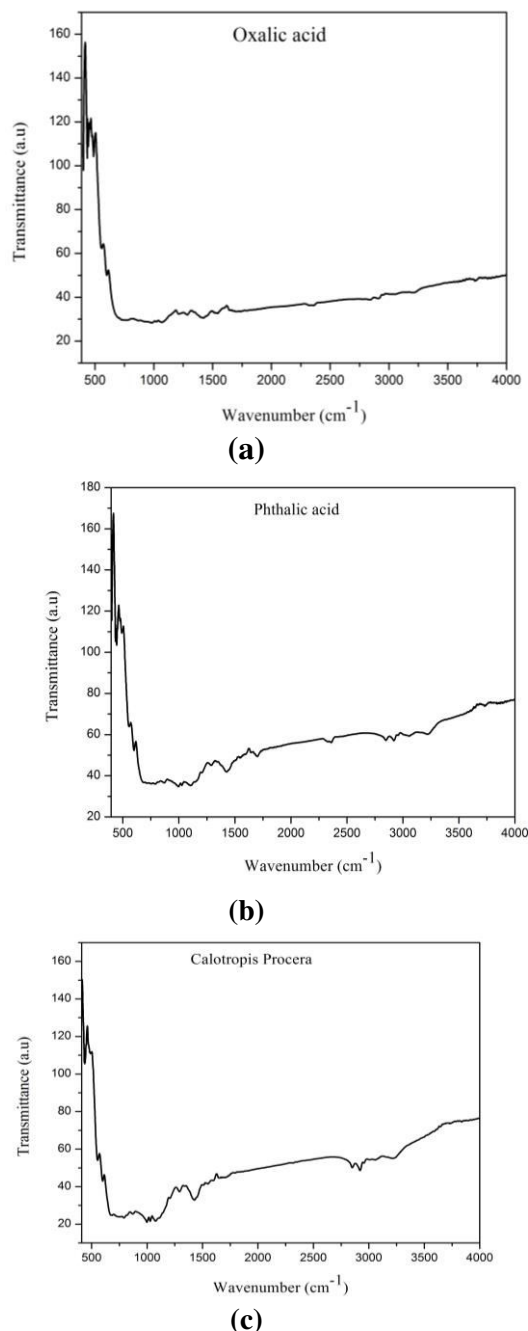 Oxalic acid
160
140
120
100
80
60
40
20
Transmittance (a.u)
500 1000 1500 2000 2500 3000 3500 4000
Wavenumber (cm-1)
(a)
Phthalic acid
180
160
140
120
100
80
60
40
20
Transmittance (a.u)
500 1000 1500 2000 2500 3000 3500 4000
Wavenumber (cm-1)
(b)
Calotropis Procera
160
140
120
100
80
60
40
20
Transmittance (a.u)
500 1000 1500 2000 2500 3000 3500 4000
Wavenumber (cm-1)
(c)